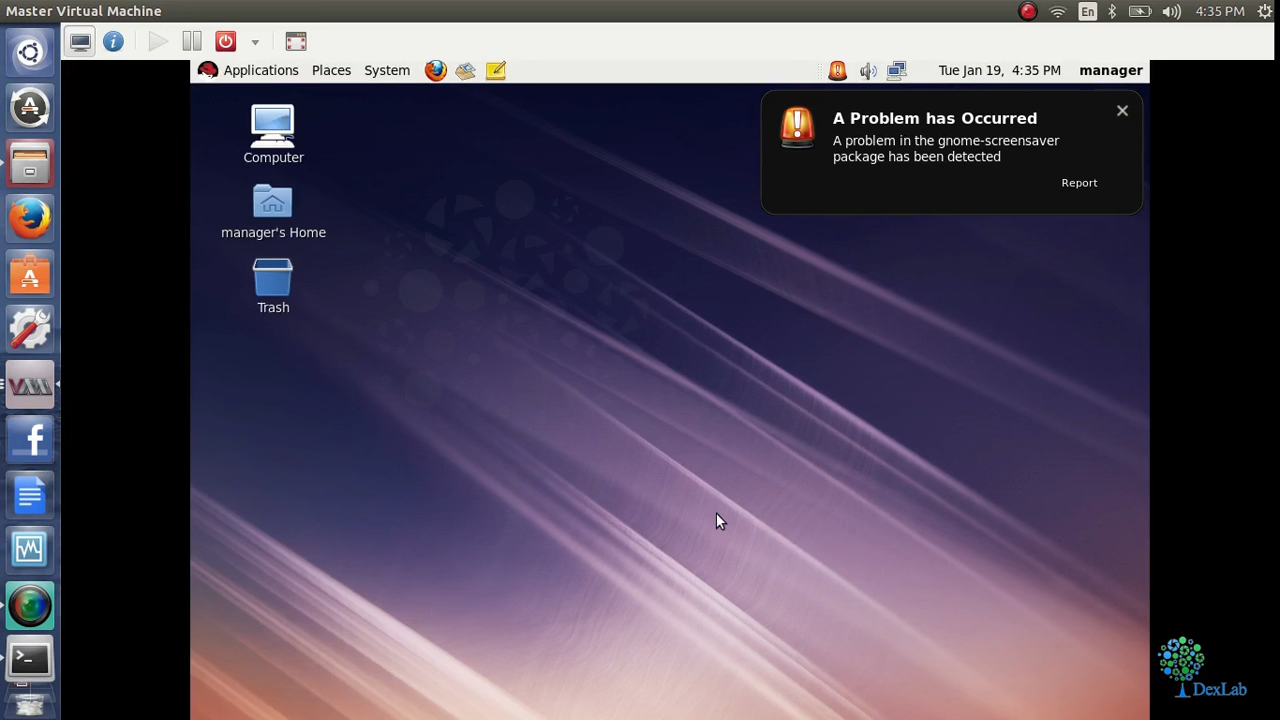 Master Virtual Machine
En
4:35 PM
Applications Places System
Tue Jan 19, 4:35 PM manager
A Problem has Occurred
A problem in the gnome-screensaver
package has been detected
Report
Computer
manager's Home
Trash
DexLab